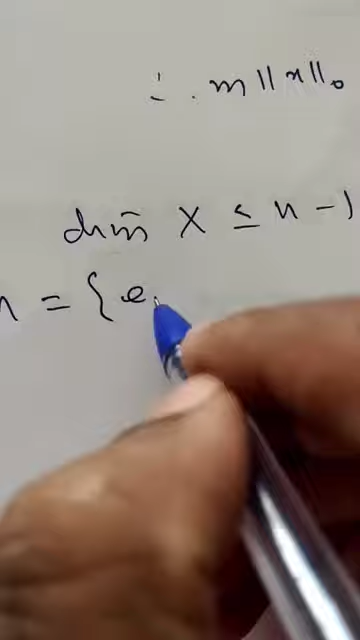 ∴ m||x||₀
dim X ≤ n - 1
n = { e